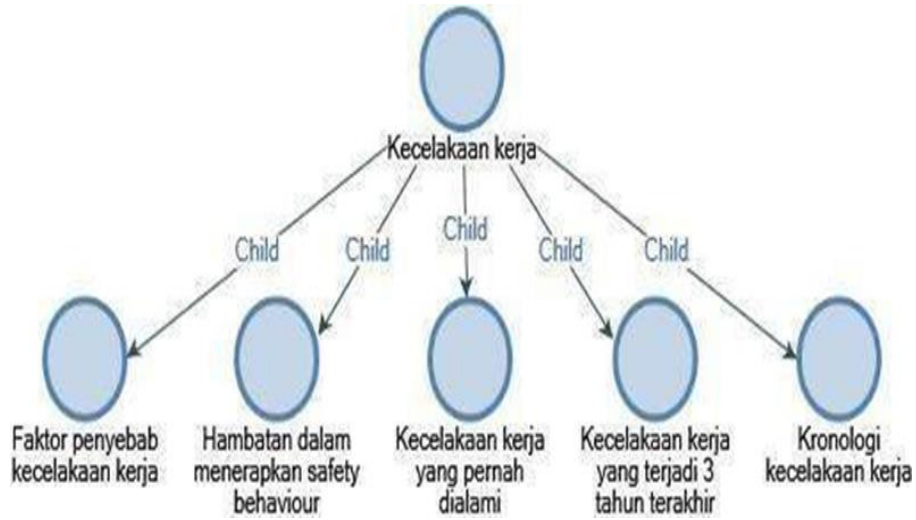 Kecelakaan kerja
Child
Child
Child
Child
Child
Faktor penyebab
kecelakaan kerja
Hambatan dalam
menerapkan safety
behaviour
Kecelakaan kerja
yang pernah
dialami
Kecelakaan kerja
yang terjadi 3
tahun terakhir
Kronologi
kecelakaan kerja